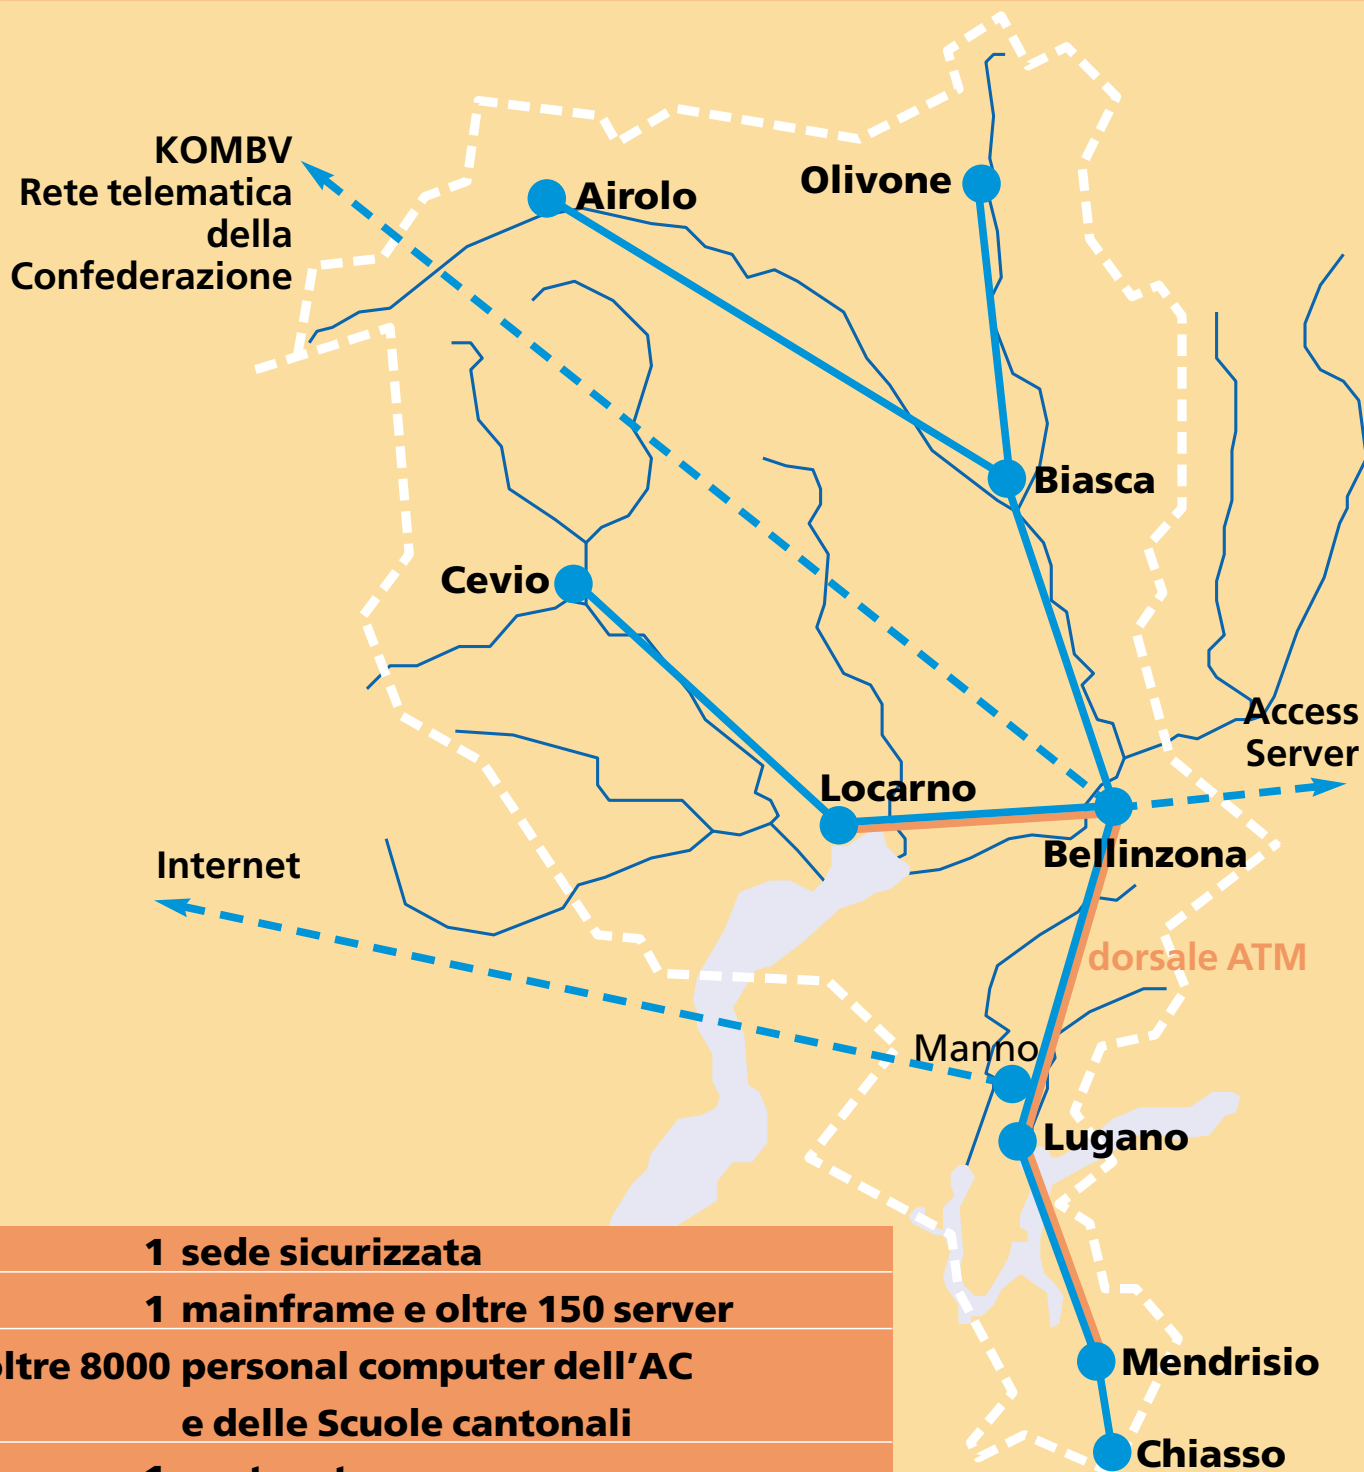 KOMBV
Rete telematica
della
Confederazione
Airolo
Olivone
Biasca
Cevio
Access
Server
Locarno
Bellinzona
Internet
dorsale ATM
Manno
Lugano
1 sede sicurizzata
1 mainframe e oltre 150 server
oltre 8000 personal computer dell'AC
e delle Scuole cantonali
Mendrisio
Chiasso